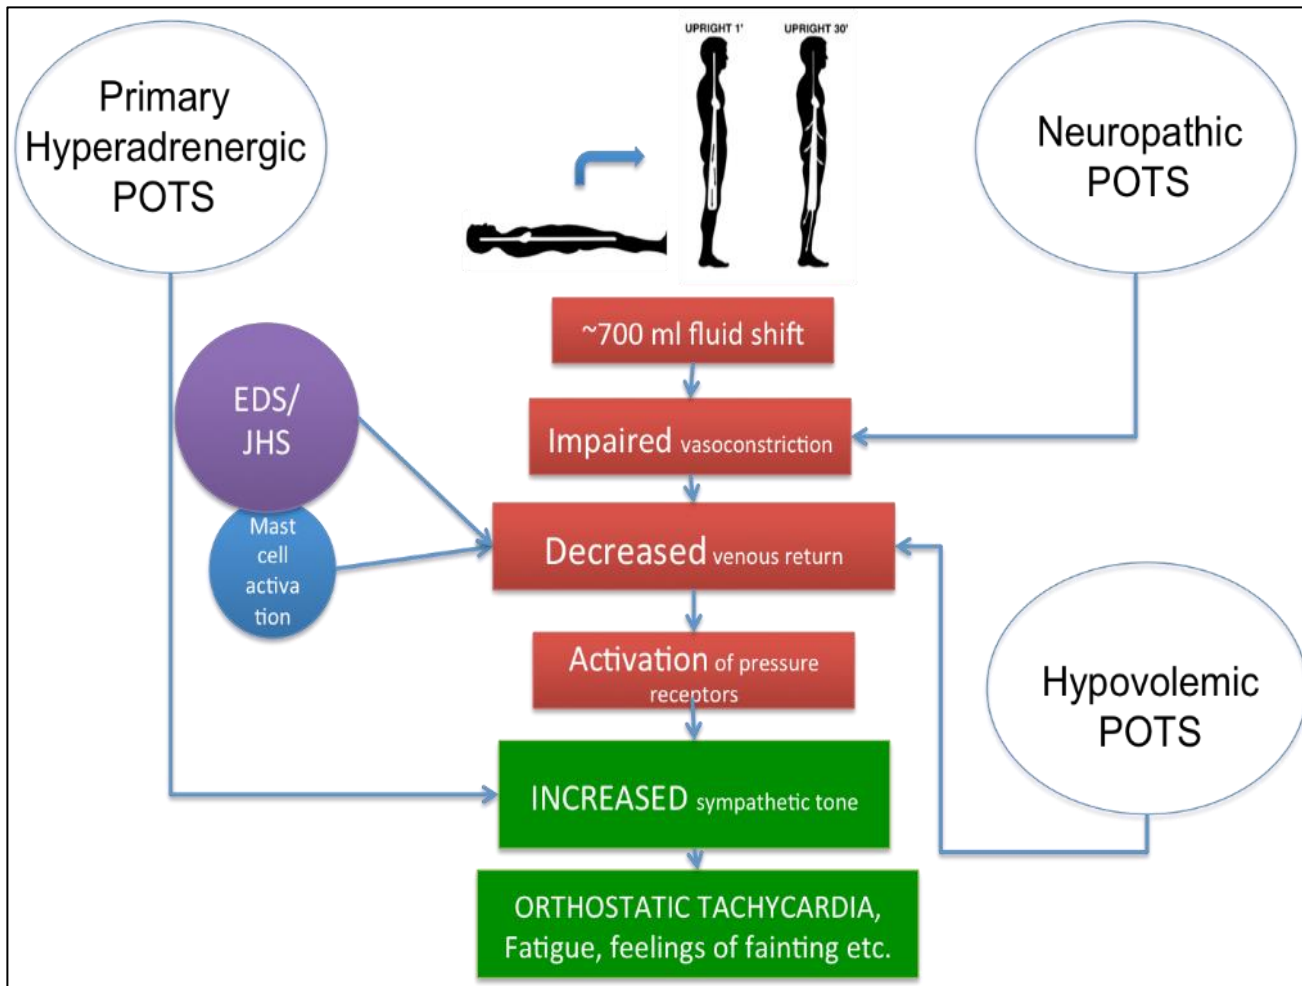 UPRIGHT 1'
UPRIGHT 30'
Primary
Hyperadrenergic
POTS
Neuropathic
POTS
~700 ml fluid shift
EDS/
JHS
Impaired vasoconstriction
Mast
cell
activa
tion
Decreased venous return
Activation of pressure
receptors
Hypovolemic
POTS
INCREASED sympathetic tone
ORTHOSTATIC TACHYCARDIA,
Fatigue, feelings of fainting etc.